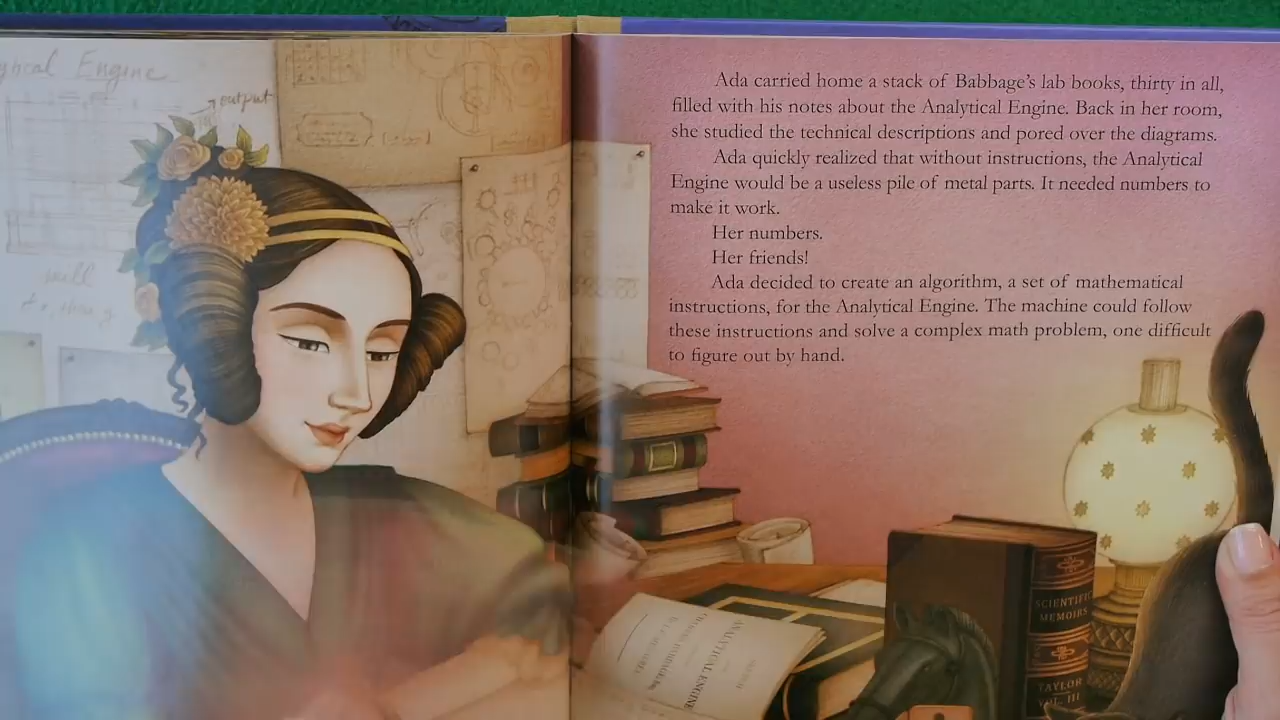 Analytical Engine
output
Ada carried home a stack of Babbage's lab books, thirty in all,
filled with his notes about the Analytical Engine. Back in her room,
she studied the technical descriptions and pored over the diagrams.
Ada quickly realized that without instructions, the Analytical
Engine would be a useless pile of metal parts. It needed numbers to
make it work.
Her numbers.
Her friends!
Ada decided to create an algorithm, a set of mathematical
instructions, for the Analytical Engine. The machine could follow
these instructions and solve a complex math problem, one difficult
to figure out by hand.
ANALYTICAL ENGINE
SCIENTIFIC
MEMOIRS
TAYLOR
VOL. III